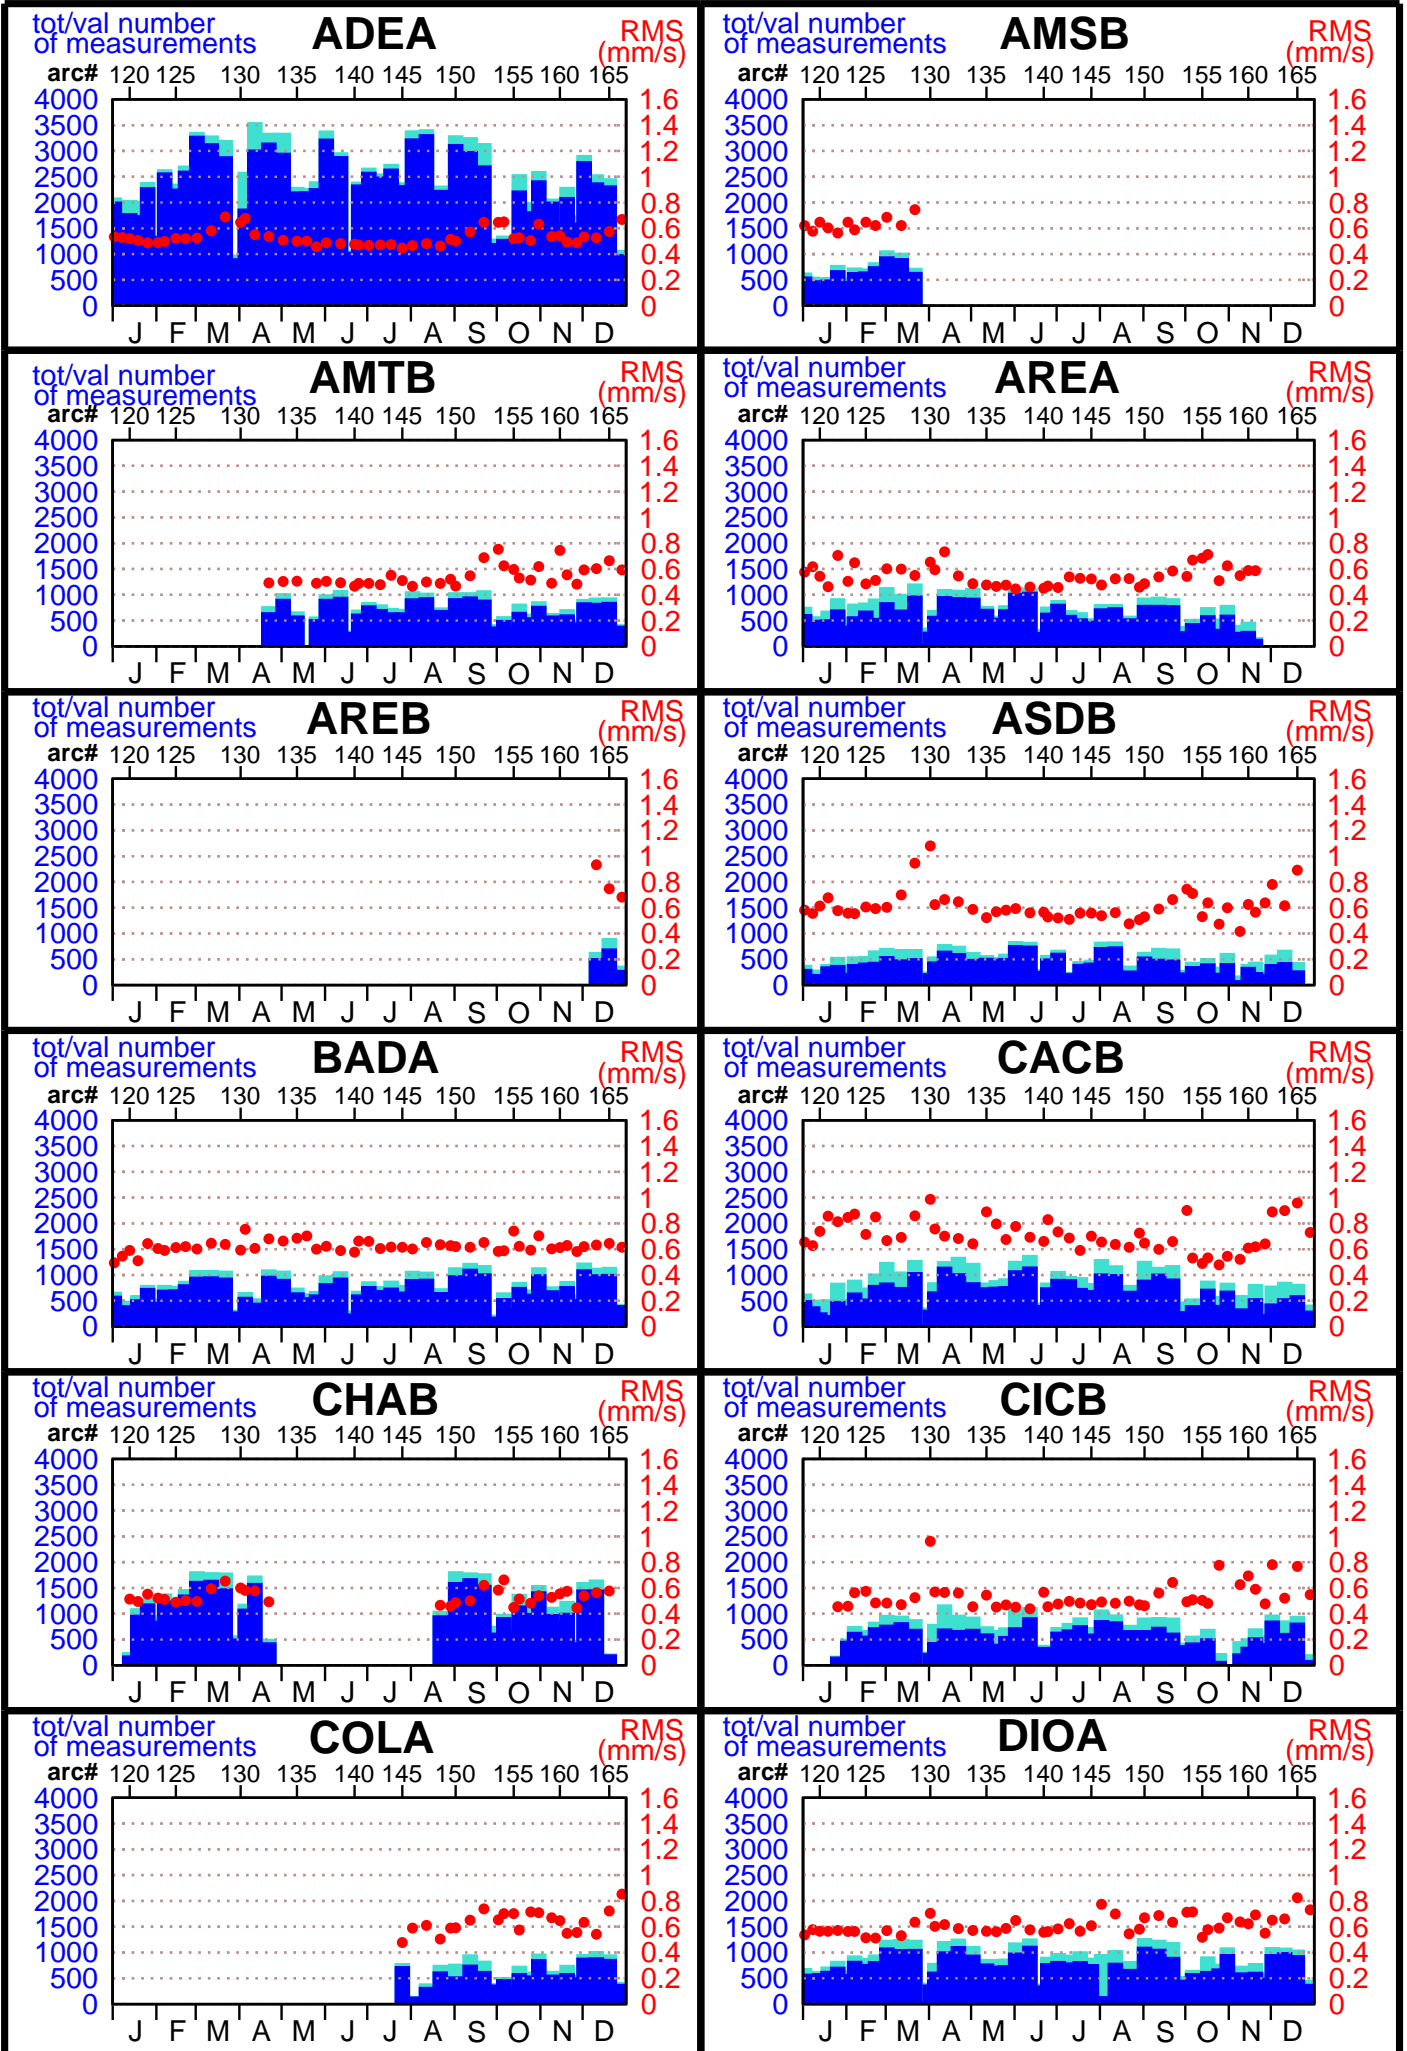 tot/val number
of measurements
ADEA
RMS
(mm/s)
arc# 120 125 130 135 140 145 150 155 160 165
4000 1.6
3500 1.4
3000 1.2
2500 1
2000 0.8
1500 0.6
1000 0.4
500 0.2
0 0
J F M A M J J A S O N D
tot/val number
of measurements
AMSB
RMS
(mm/s)
arc# 120 125 130 135 140 145 150 155 160 165
4000 1.6
3500 1.4
3000 1.2
2500 1
2000 0.8
1500 0.6
1000 0.4
500 0.2
0 0
J F M A M J J A S O N D
tot/val number
of measurements
AMTB
RMS
(mm/s)
arc# 120 125 130 135 140 145 150 155 160 165
4000 1.6
3500 1.4
3000 1.2
2500 1
2000 0.8
1500 0.6
1000 0.4
500 0.2
0 0
J F M A M J J A S O N D
tot/val number
of measurements
AREA
RMS
(mm/s)
arc# 120 125 130 135 140 145 150 155 160 165
4000 1.6
3500 1.4
3000 1.2
2500 1
2000 0.8
1500 0.6
1000 0.4
500 0.2
0 0
J F M A M J J A S O N D
tot/val number
of measurements
AREB
RMS
(mm/s)
arc# 120 125 130 135 140 145 150 155 160 165
4000 1.6
3500 1.4
3000 1.2
2500 1
2000 0.8
1500 0.6
1000 0.4
500 0.2
0 0
J F M A M J J A S O N D
tot/val number
of measurements
ASDB
RMS
(mm/s)
arc# 120 125 130 135 140 145 150 155 160 165
4000 1.6
3500 1.4
3000 1.2
2500 1
2000 0.8
1500 0.6
1000 0.4
500 0.2
0 0
J F M A M J J A S O N D
tot/val number
of measurements
BADA
RMS
(mm/s)
arc# 120 125 130 135 140 145 150 155 160 165
4000 1.6
3500 1.4
3000 1.2
2500 1
2000 0.8
1500 0.6
1000 0.4
500 0.2
0 0
J F M A M J J A S O N D
tot/val number
of measurements
CACB
RMS
(mm/s)
arc# 120 125 130 135 140 145 150 155 160 165
4000 1.6
3500 1.4
3000 1.2
2500 1
2000 0.8
1500 0.6
1000 0.4
500 0.2
0 0
J F M A M J J A S O N D
tot/val number
of measurements
CHAB
RMS
(mm/s)
arc# 120 125 130 135 140 145 150 155 160 165
4000 1.6
3500 1.4
3000 1.2
2500 1
2000 0.8
1500 0.6
1000 0.4
500 0.2
0 0
J F M A M J J A S O N D
tot/val number
of measurements
CICB
RMS
(mm/s)
arc# 120 125 130 135 140 145 150 155 160 165
4000 1.6
3500 1.4
3000 1.2
2500 1
2000 0.8
1500 0.6
1000 0.4
500 0.2
0 0
J F M A M J J A S O N D
tot/val number
of measurements
COLA
RMS
(mm/s)
arc# 120 125 130 135 140 145 150 155 160 165
4000 1.6
3500 1.4
3000 1.2
2500 1
2000 0.8
1500 0.6
1000 0.4
500 0.2
0 0
J F M A M J J A S O N D
tot/val number
of measurements
DIOA
RMS
(mm/s)
arc# 120 125 130 135 140 145 150 155 160 165
4000 1.6
3500 1.4
3000 1.2
2500 1
2000 0.8
1500 0.6
1000 0.4
500 0.2
0 0
J F M A M J J A S O N D